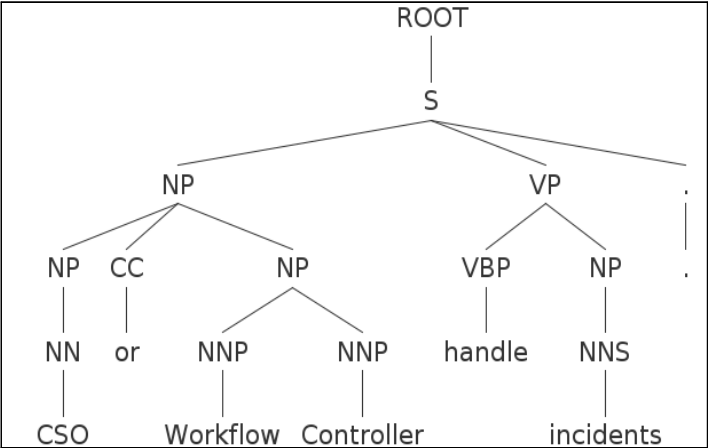 ROOT
S
NP VP .
NP CC NP VBP NP .
NN or NNP NNP handle NNS
CSO Workflow Controller incidents